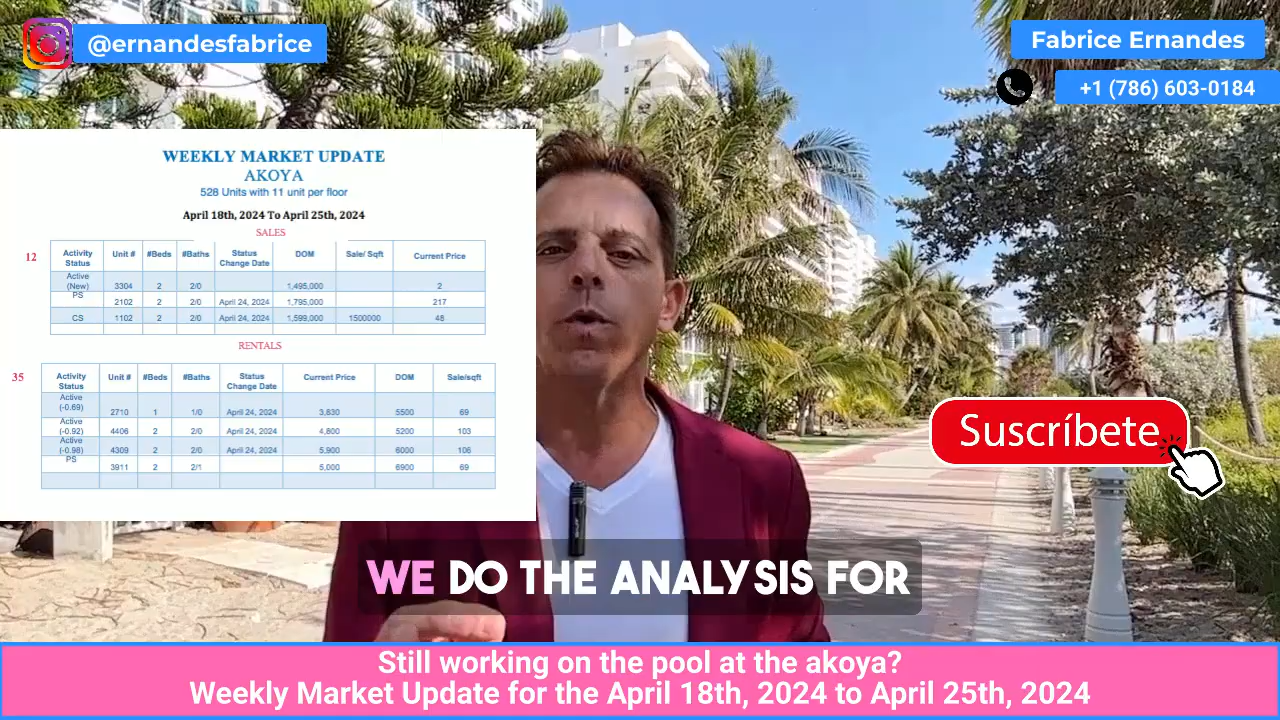 @ernandesfabrice
Fabrice Ernandes
+1 (786) 603-0184
WEEKLY MARKET UPDATE
AKOYA
528 Units with 11 unit per floor
April 18th, 2024 To April 25th, 2024
SALES
12
Activity Status Unit # #Beds #Baths Status Change Date DOM Sale/ Sqft Current Price
Active (New) 3304 2 2/0 1,495,000 2
PS 2102 2 2/0 April 24, 2024 1,795,000 217
CS 1102 2 2/0 April 24, 2024 1,599,000 1500000 48
RENTALS
35
Activity Status Unit # #Beds #Baths Status Change Date Current Price DOM Sale/sqft
Active (-0.69) 2710 1 1/0 April 24, 2024 3,830 5500 69
Active (-0.92) 4406 2 2/0 April 24, 2024 4,800 5200 103
Active (-0.98) 4309 2 2/0 April 24, 2024 5,900 6000 106
PS 3911 2 2/1 5,000 6900 69
Suscríbete
WE DO THE ANALYSIS FOR
Still working on the pool at the akoya?
Weekly Market Update for the April 18th, 2024 to April 25th, 2024